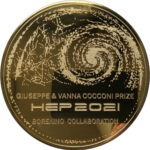 GIUSEPPE & VANNA COCCONI PRIZE
HEP2021
BOREXINO COLLABORATION